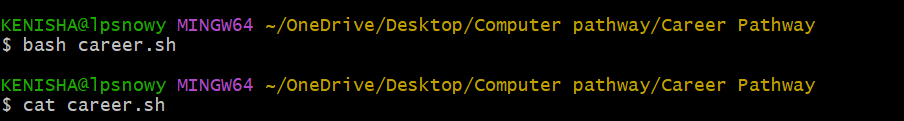 KENISHA@lpsnowy MINGW64 ~/OneDrive/Desktop/Computer pathway/Career Pathway
$ bash career.sh
KENISHA@lpsnowy MINGW64 ~/OneDrive/Desktop/Computer pathway/Career Pathway
$ cat career.sh